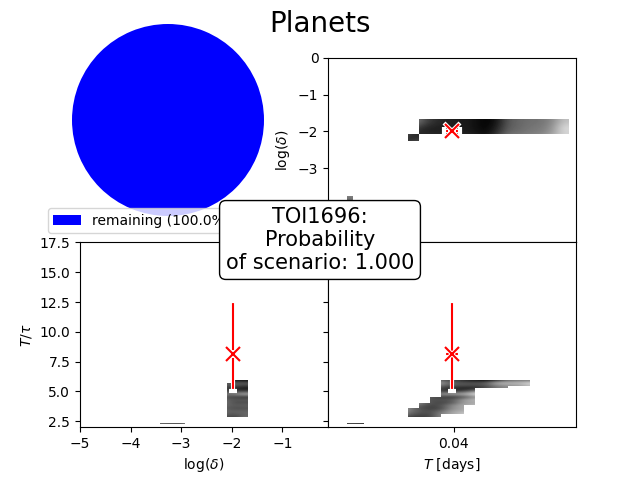 Planets
0
−1
−2
−3
log(δ)
remaining (100.0%
TOI1696:
Probability
of scenario: 1.000
17.5
15.0
12.5
10.0
7.5
5.0
2.5
T/τ
−5
−4
−3
−2
−1
0.04
log(δ)
T [days]